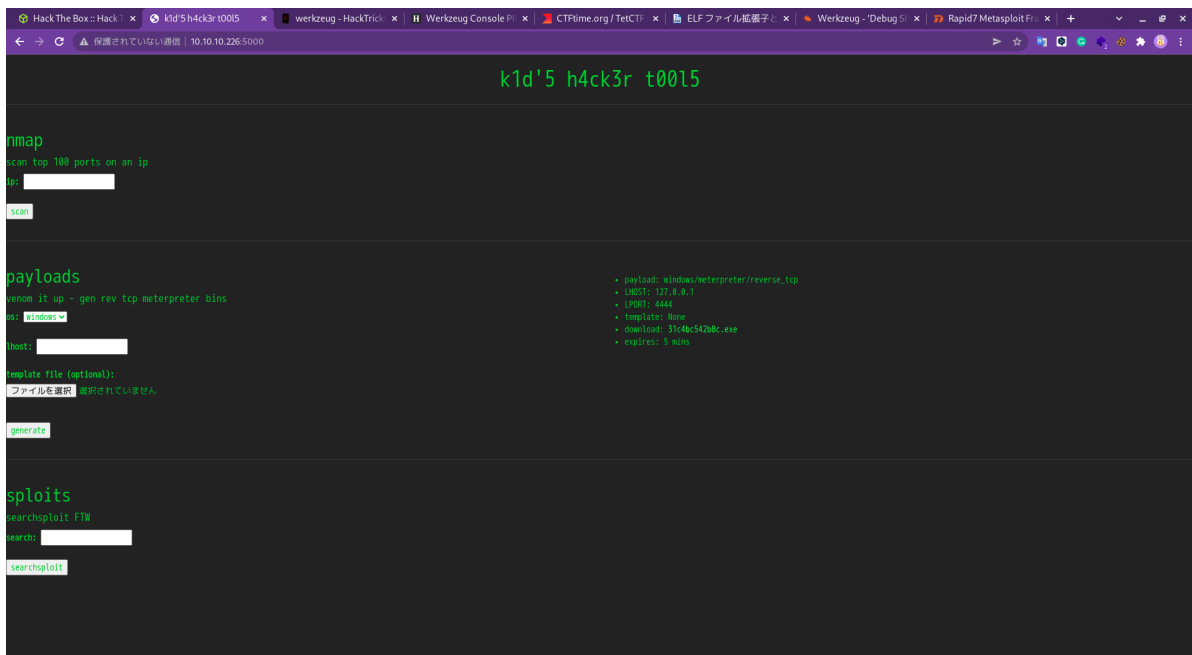 Hack The Box :: Hack T
k1d'5 h4ck3r t00l5
werkzeug - HackTricks
Werkzeug Console PI
CTFtime.org / TetCTF
ELF ファイル拡張子と
Werkzeug - 'Debug Sh
Rapid7 Metasploit Fra
保護されていない通信 | 10.10.10.226:5000
k1d'5 h4ck3r t00l5
nmap
scan top 100 ports on an ip
ip:
scan
payloads
venom it up - gen rev tcp meterpreter bins
os: windows
lhost:
template file (optional):
ファイルを選択 選択されていません
generate
payload: windows/meterpreter/reverse_tcp
LHOST: 127.0.0.1
LPORT: 4444
template: None
download: 31c4bc542b8c.exe
expires: 5 mins
sploits
searchsploit FTW
search:
searchsploit